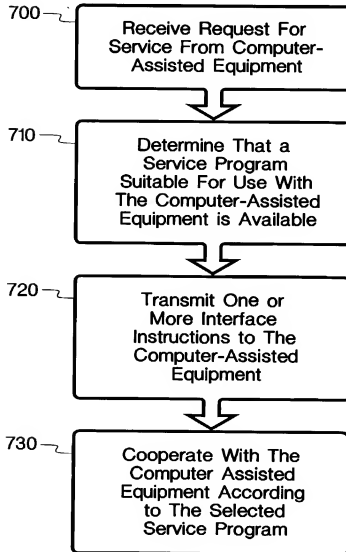 700
Receive Request For
Service From Computer-
Assisted Equipment
710
Determine That a
Service Program
Suitable For Use With
The Computer-Assisted
Equipment is Available
720
Transmit One or
More Interface
Instructions to The
Computer-Assisted
Equipment
730
Cooperate With The
Computer Assisted
Equipment According
to The Selected
Service Program